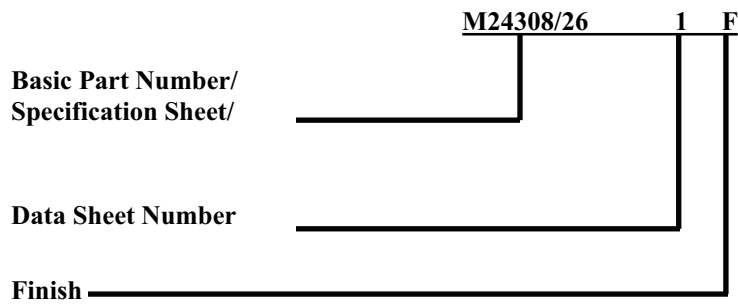 M24308/26 1 F
Basic Part Number/
Specification Sheet/
Data Sheet Number
Finish